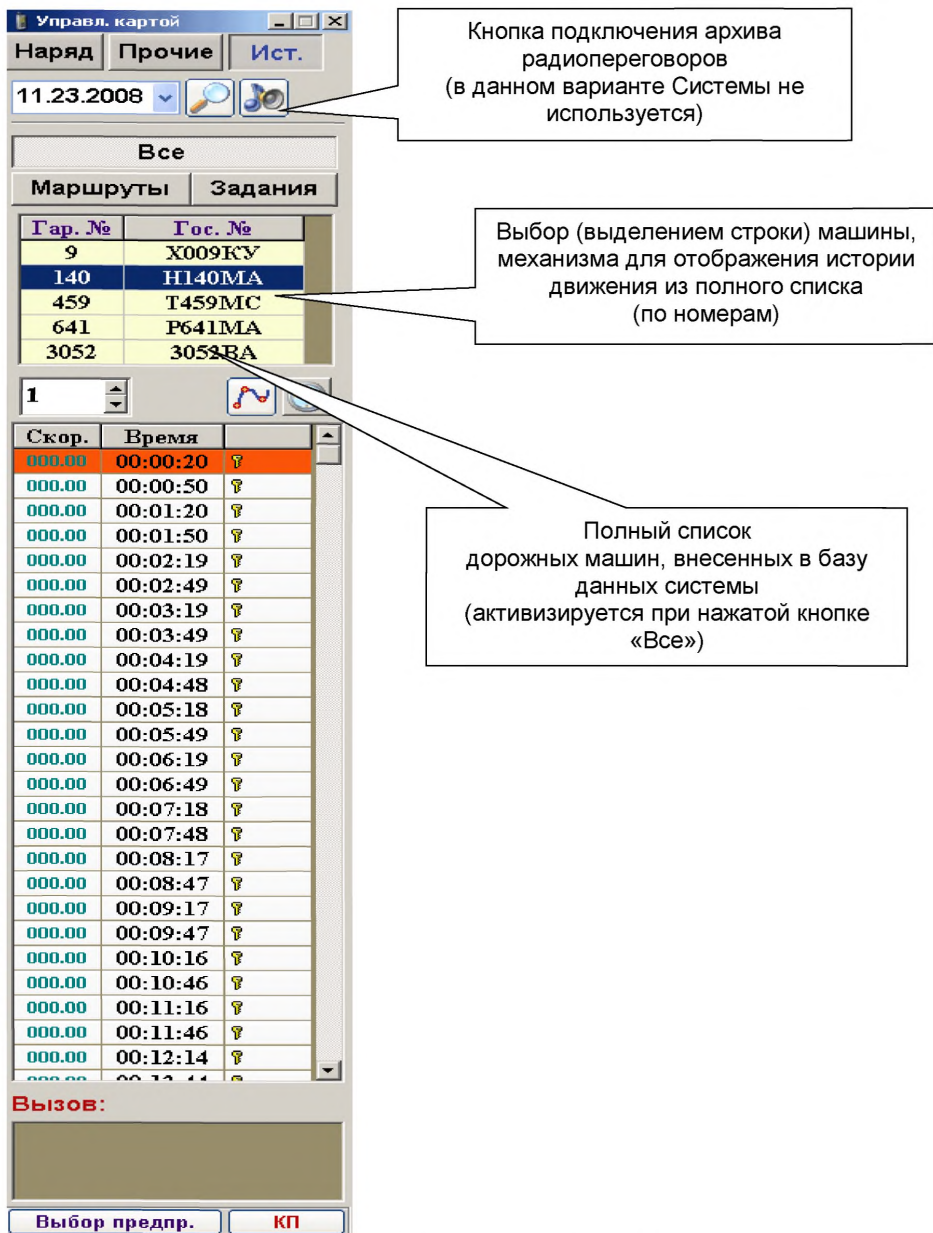 Управл. картой
Наряд Прочие Ист.
11.23.2008
Все
Маршруты Задания
Гар. № Гос. №
9 Х009КУ
140 Н140МА
459 Т459МС
641 Р641МА
3052 3052ВА
1
Скор. Время
000.00 00:00:20
000.00 00:00:50
000.00 00:01:20
000.00 00:01:50
000.00 00:02:19
000.00 00:02:49
000.00 00:03:19
000.00 00:03:49
000.00 00:04:19
000.00 00:04:48
000.00 00:05:18
000.00 00:05:49
000.00 00:06:19
000.00 00:06:49
000.00 00:07:18
000.00 00:07:48
000.00 00:08:17
000.00 00:08:47
000.00 00:09:17
000.00 00:09:47
000.00 00:10:16
000.00 00:10:46
000.00 00:11:16
000.00 00:11:46
000.00 00:12:14
Вызов:
Выбор предпр. КП
Кнопка подключения архива
радиопереговоров
(в данном варианте Системы не
используется)
Выбор (выделением строки) машины,
механизма для отображения истории
движения из полного списка
(по номерам)
Полный список
дорожных машин, внесенных в базу
данных системы
(активизируется при нажатой кнопке
«Все»)